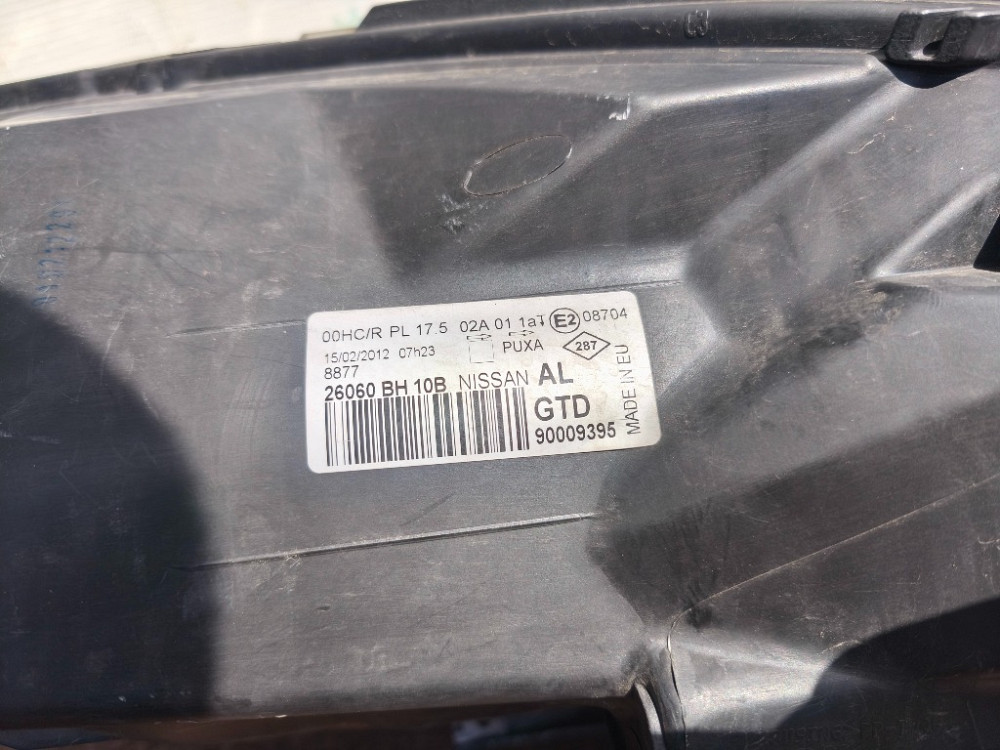 00HC/R PL 17.5 02A 01 1a E2 08704
15/02/2012 07h23 PUXA 287
8877
26060 BH 10B NISSAN AL
GTD
90009395
MADE IN EU